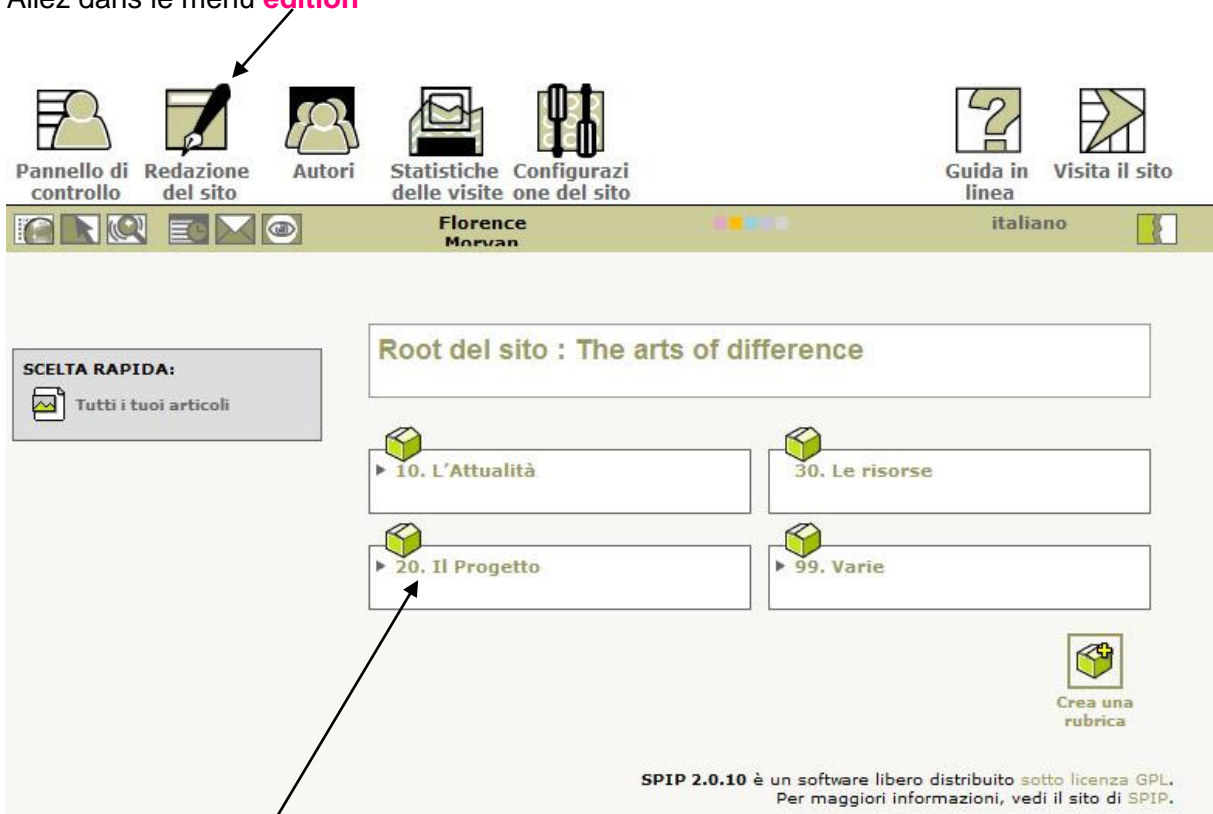 Allez dans le menu édition
Pannello di controllo
Redazione del sito
Autori
Statistiche delle visite
Configurazi one del sito
Guida in linea
Visita il sito
Florence Morvan
italiano
Root del sito : The arts of difference
SCELTA RAPIDA:
Tutti i tuoi articoli
10. L'Attualità
30. Le risorse
20. Il Progetto
99. Varie
Crea una rubrica
SPIP 2.0.10 è un software libero distribuito sotto licenza GPL.
Per maggiori informazioni, vedi il sito di SPIP.